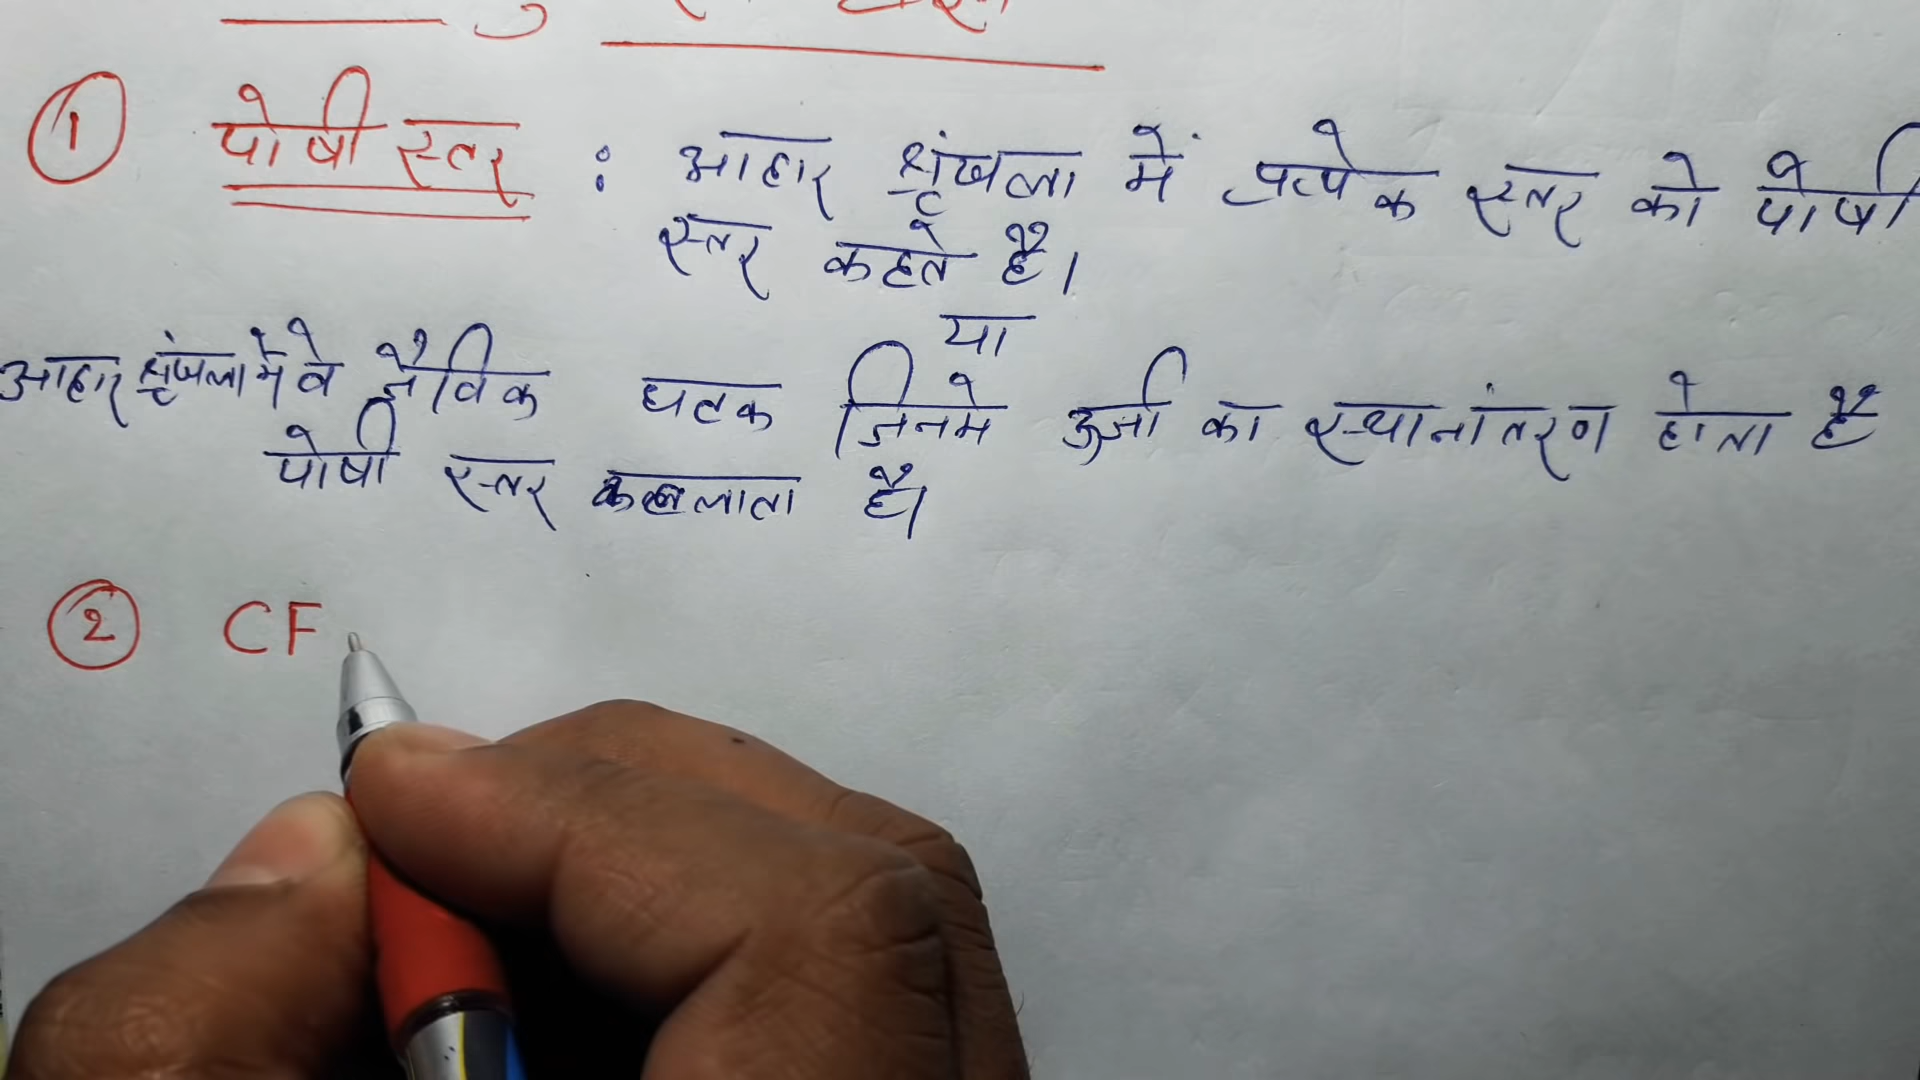 ① पोषी स्तर : आहार श्रृंखला में प्रत्येक स्तर को पोषी
स्तर कहते है।
या
आहार श्रृंखला में वे जैविक घटक जिनमे ऊर्जा का स्थानांतरण होता है
पोषी स्तर कहलाता है।
② CF